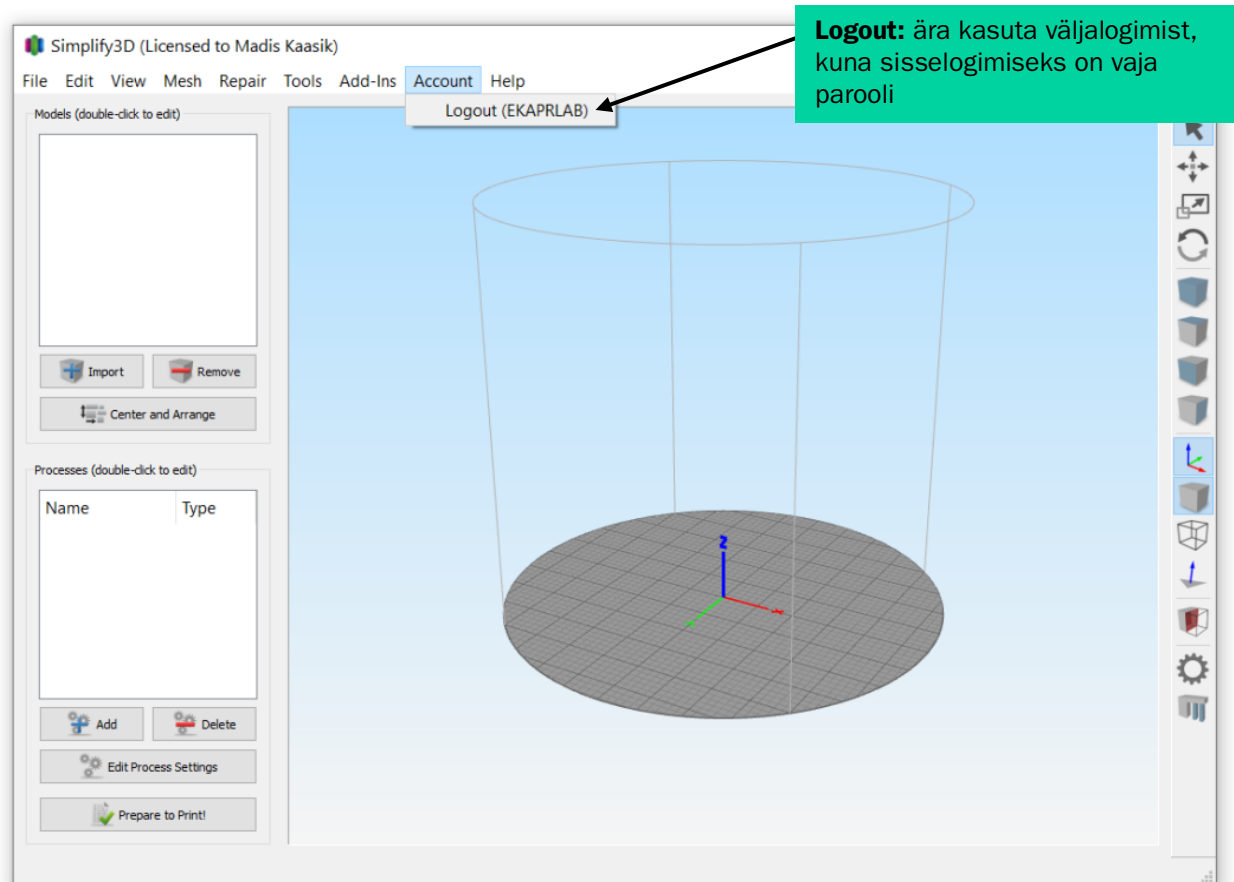 Simplify3D (Licensed to Madis Kaasik)
Logout: ära kasuta väljalogimist,
kuna sisselogimiseks on vaja
parooli
File Edit View Mesh Repair Tools Add-Ins Account Help
Logout (EKAPRLAB)
Models (double-click to edit)
Import Remove
Center and Arrange
Processes (double-click to edit)
Name Type
Add Delete
Edit Process Settings
Prepare to Print!
Z
X
Y